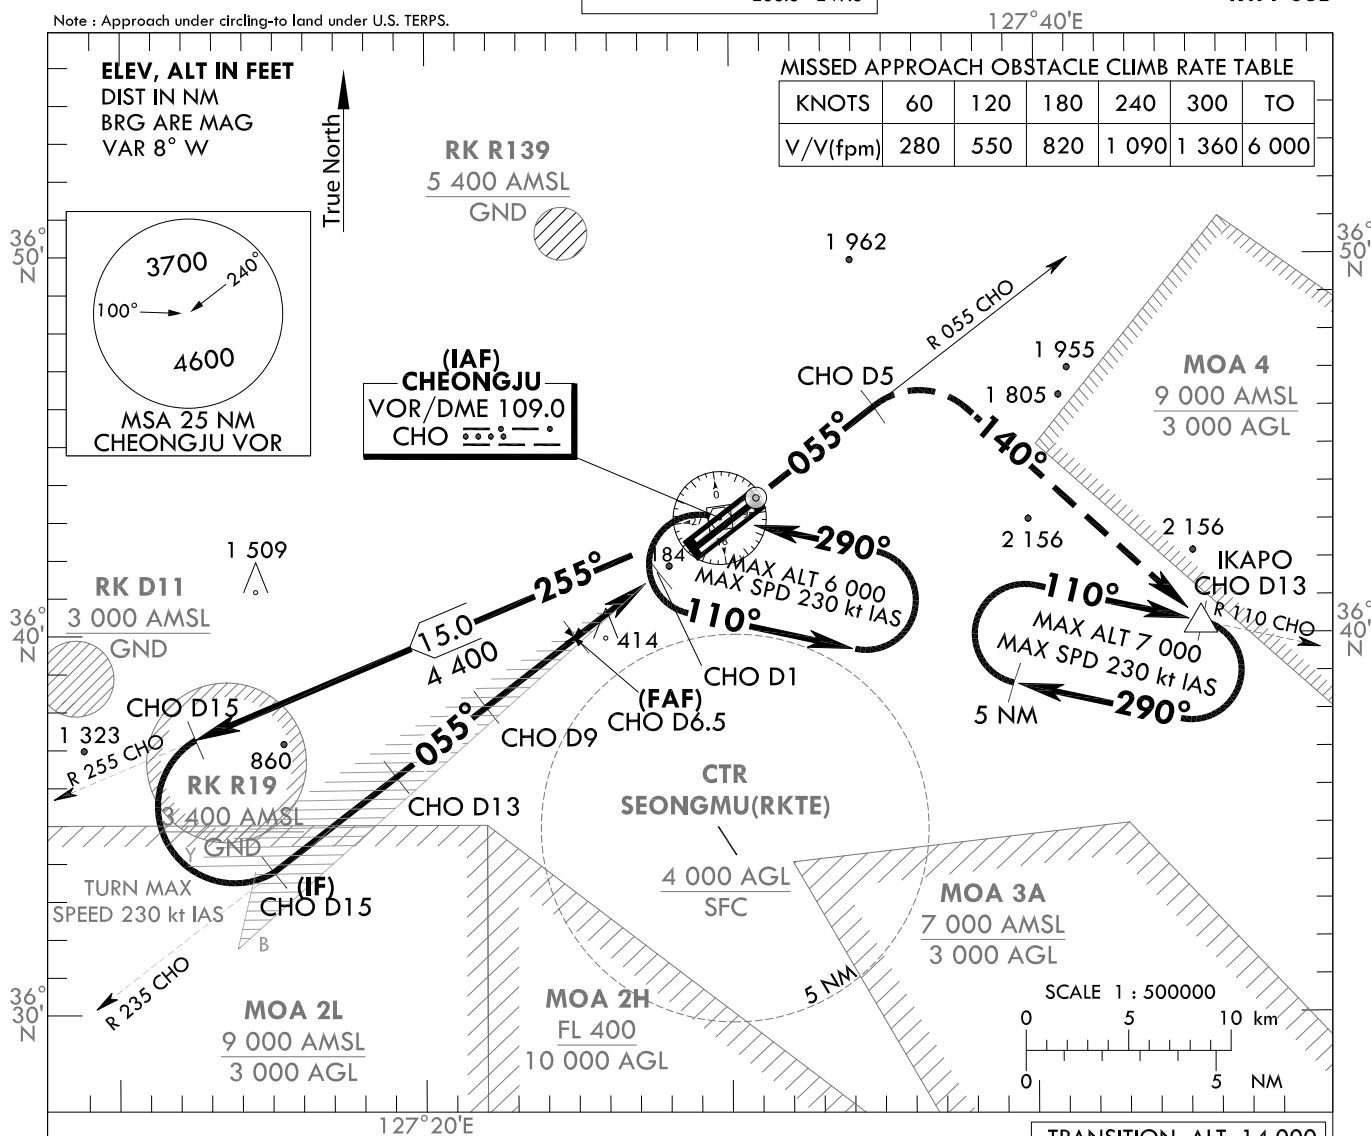 Note : Approach under circling-to land under U.S. TERPS.
127°40'E
ELEV, ALT IN FEET
DIST IN NM
BRG ARE MAG
VAR 8° W
True North
MISSED APPROACH OBSTACLE CLIMB RATE TABLE
KNOTS 60 120 180 240 300 TO
V/V(fpm) 280 550 820 1 090 1 360 6 000
RK R139
5 400 AMSL
GND
36°
50'
N
36°
50'
N
3700
240°
100°
4600
MSA 25 NM
CHEONGJU VOR
1 962
R 055 CHO
(IAF)
CHEONGJU
VOR/DME 109.0
CHO
CHO D5
1 955
1 805
MOA 4
9 000 AMSL
3 000 AGL
055°
140°
0
184
MAX ALT 6 000
MAX SPD 230 kt IAS
290°
110°
2 156
2 156
IKAPO
CHO D13
R 110 CHO
1 509
RK D11
3 000 AMSL
GND
255°
15.0
4 400
414
110°
MAX ALT 7 000
MAX SPD 230 kt IAS
290°
5 NM
36°
40'
N
36°
40'
N
CHO D1
(FAF)
CHO D6.5
CHO D9
CHO D13
055°
CHO D15
1 323
R 255 CHO
860
RK R19
3 400 AMSL
GND
Y
TURN MAX
SPEED 230 kt IAS
(IF)
CHO D15
B
R 235 CHO
CTR
SEONGMU(RKTE)
4 000 AGL
SFC
5 NM
MOA 3A
7 000 AMSL
3 000 AGL
MOA 2L
9 000 AMSL
3 000 AGL
MOA 2H
FL 400
10 000 AGL
36°
30'
N
SCALE 1 : 500000
0 5 10 km
0 5 NM
127°20'E
TRANSITION ALT 14 000